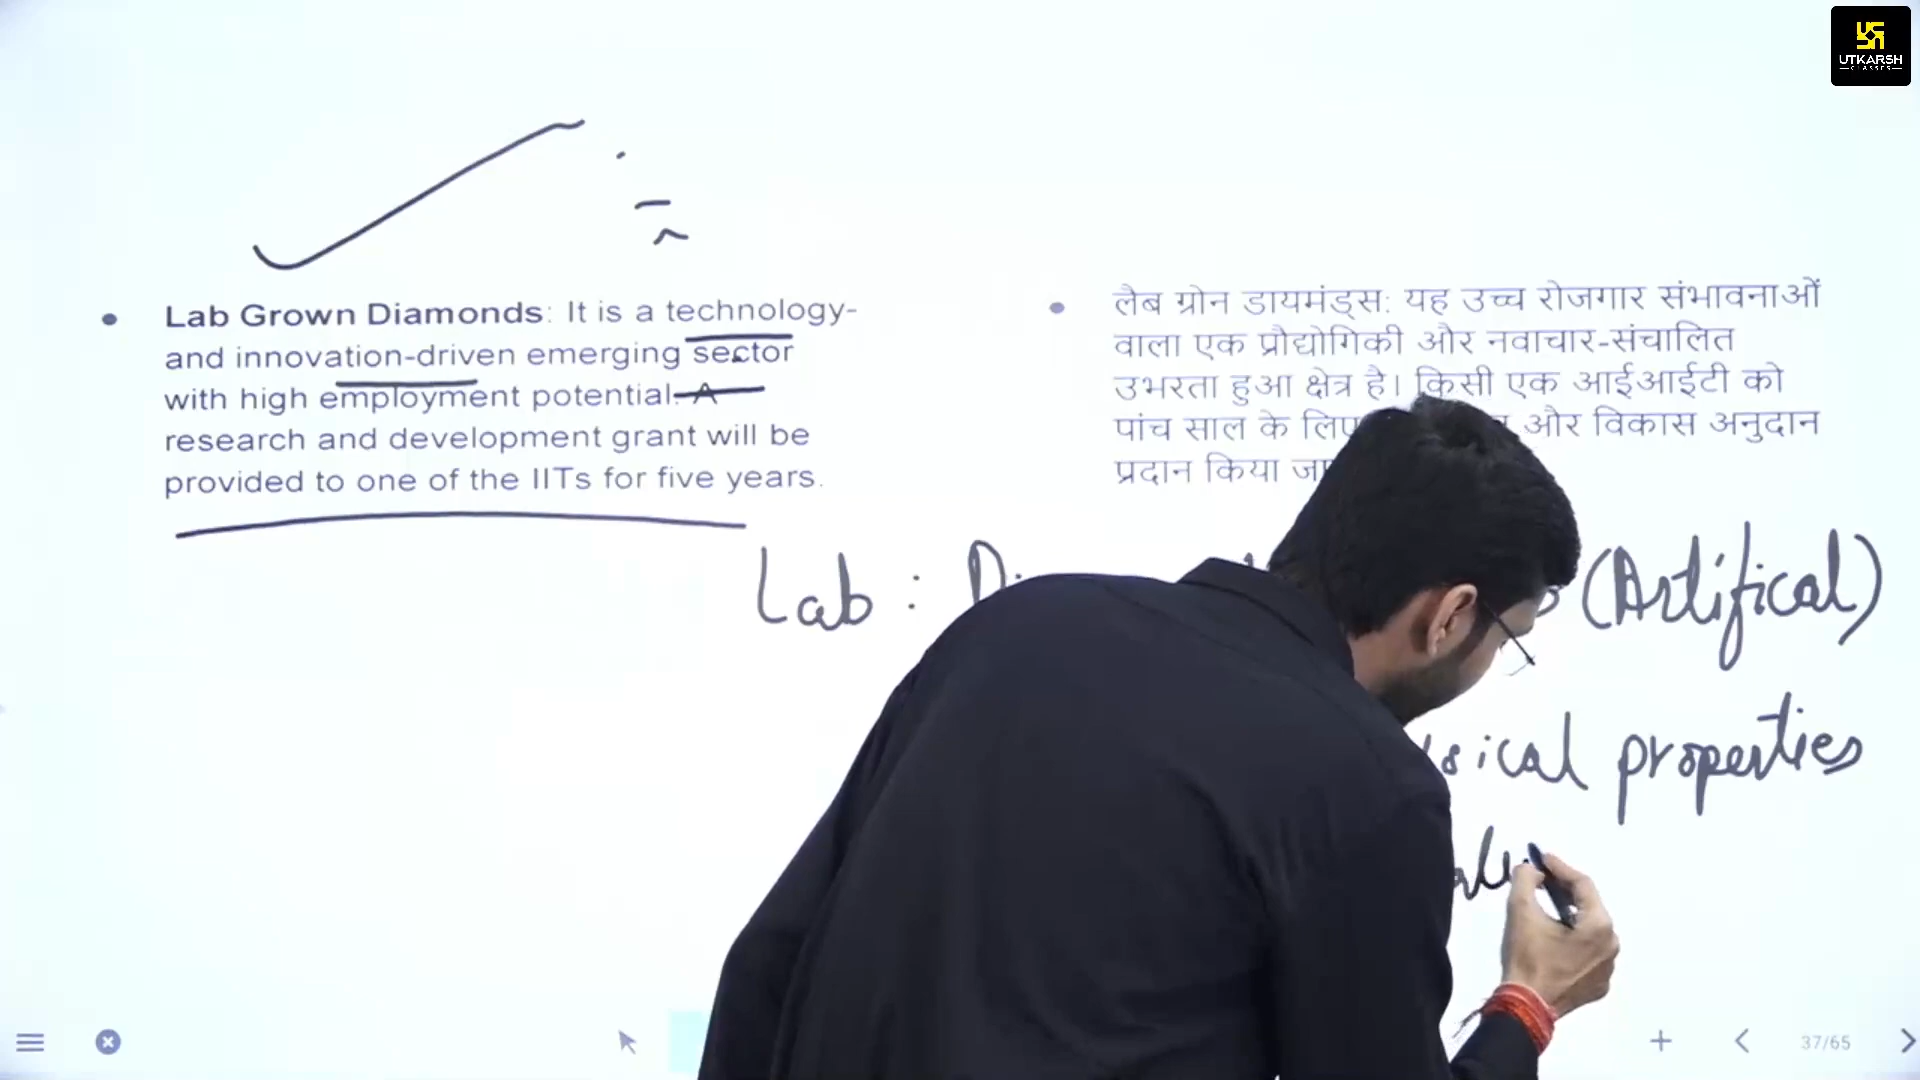 UTKARSH
CLASSES
Lab Grown Diamonds: It is a technology-
and innovation-driven emerging sector
with high employment potential. A
research and development grant will be
provided to one of the IITs for five years.
लैब ग्रोन डायमंड्स: यह उच्च रोजगार संभावनाओं
वाला एक प्रौद्योगिकी और नवाचार-संचालित
उभरता हुआ क्षेत्र है। किसी एक आईआईटी को
पांच साल के लिए और विकास अनुदान
प्रदान किया
Lab : (Artifical)
properties
37/65